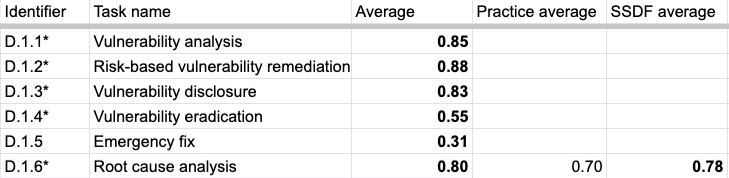 Identifier Task name Average Practice average SSDF average
D.1.1* Vulnerability analysis 0.85
D.1.2* Risk-based vulnerability remediation 0.88
D.1.3* Vulnerability disclosure 0.83
D.1.4* Vulnerability eradication 0.55
D.1.5 Emergency fix 0.31
D.1.6* Root cause analysis 0.80 0.70 0.78